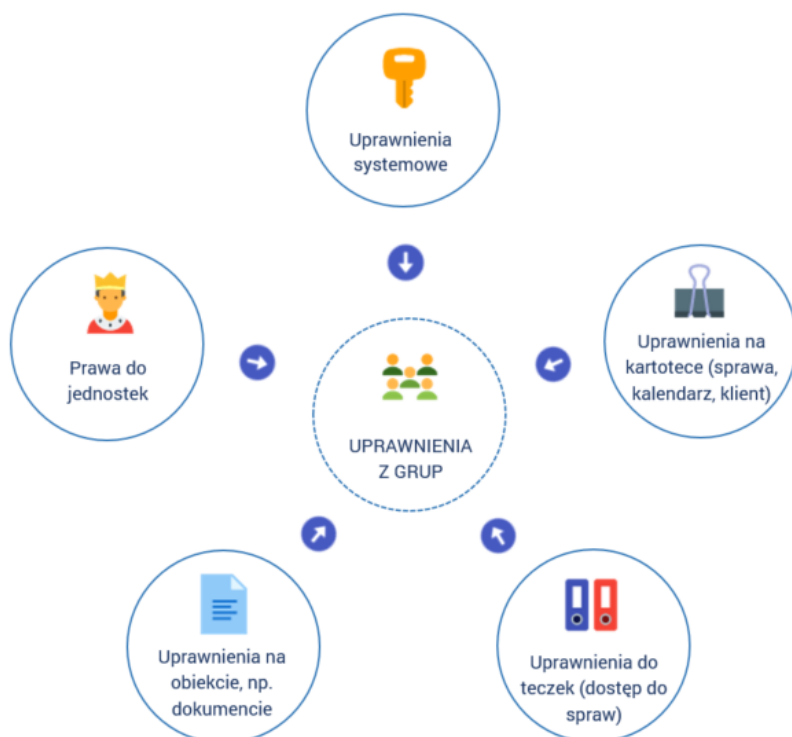 Uprawnienia
systemowe
Prawa do
jednostek
Uprawnienia na
kartotece (sprawa,
kalendarz, klient)
UPRAWNIENIA
Z GRUP
Uprawnienia na
obiekcie, np.
dokumencie
Uprawnienia do
teczek (dostęp do
spraw)